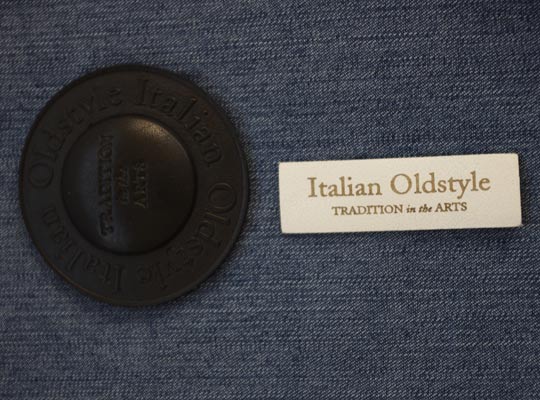 Oldstyle Italian Oldstyle Italian
TRADITION
in the
ARTS
Italian Oldstyle
TRADITION in the ARTS